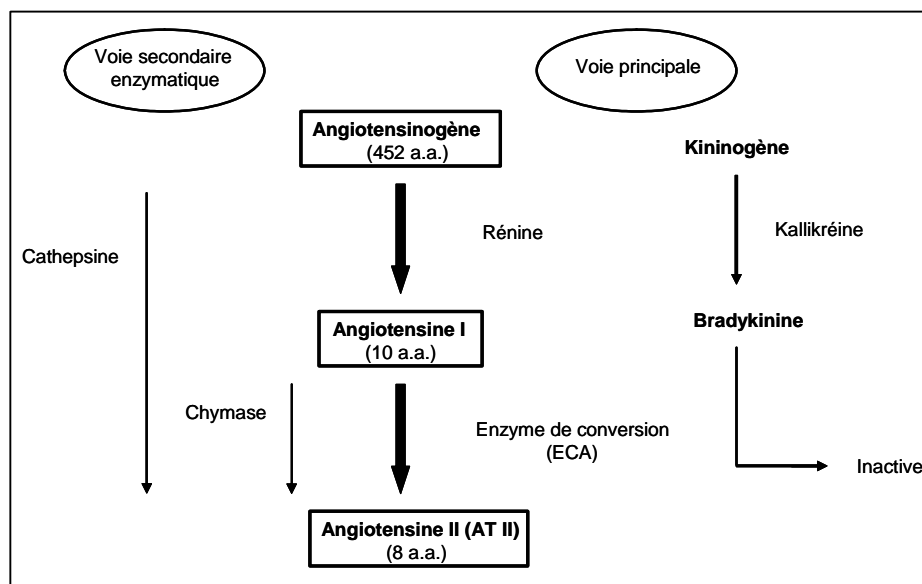 Voie secondaire
enzymatique
Voie principale
Angiotensinogène
(452 a.a.)
Kininogène
Cathepsine
Rénine
Kallikréine
Angiotensine I
(10 a.a.)
Bradykinine
Chymase
Enzyme de conversion
(ECA)
Inactive
Angiotensine II (AT II)
(8 a.a.)